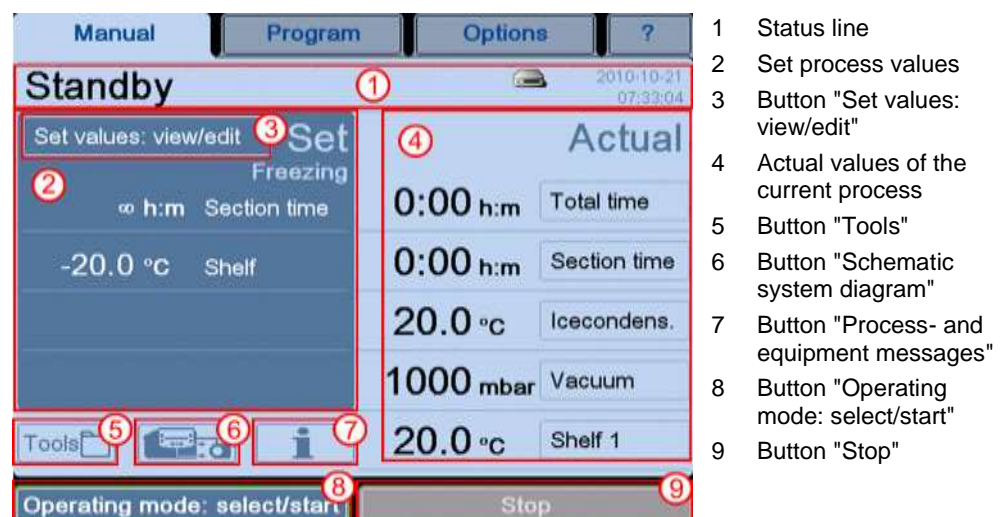 Manual Program Options ?
Standby 2010-10-21
07:33:04
1
Set values: view/edit 3 Set
Freezing
2
∞ h:m Section time
-20.0 °C Shelf
4 Actual
0:00 h:m Total time
0:00 h:m Section time
20.0 °C Icecondens.
1000 mbar Vacuum
20.0 °C Shelf 1
Tools 5 6 i 7
Operating mode: select/start 8 Stop 9
1 Status line
2 Set process values
3 Button "Set values:
view/edit"
4 Actual values of the
current process
5 Button "Tools"
6 Button "Schematic
system diagram"
7 Button "Process- and
equipment messages"
8 Button "Operating
mode: select/start"
9 Button "Stop"